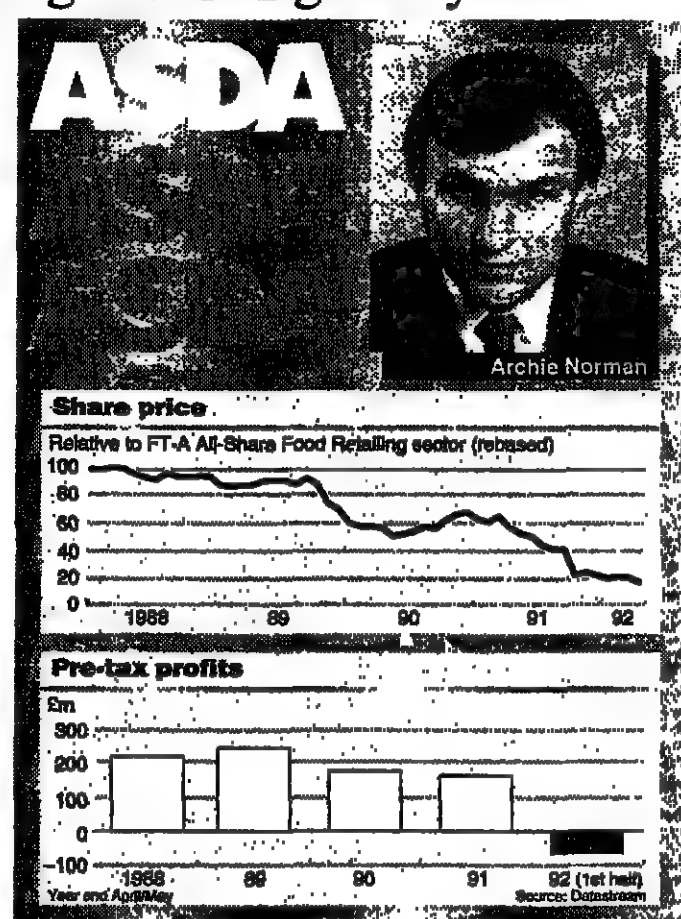 ASDA
Archie Norman
Share price
Relative to FT-A All-Share Food Retailing sector (rebased)
100
80
60
40
20
0
1988 89 90 91 92
Pre-tax profits
£m
300
200
100
0
-100
1988 89 90 91 92 (1st half)
Year end April/May Source: Datastream